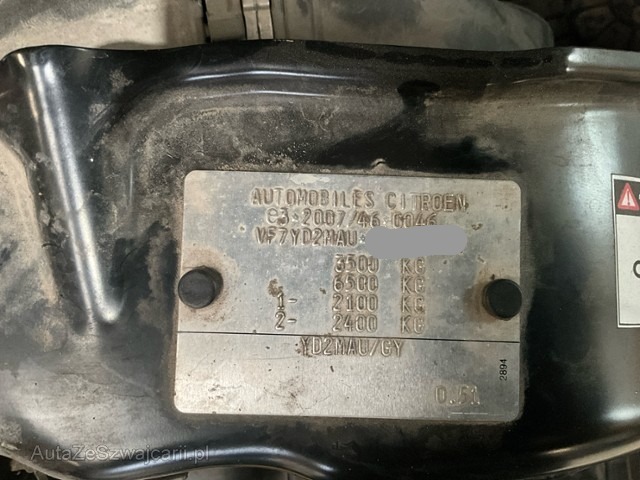 AUTOMOBILES CITROEN
e3*2007/46*0046
VF7YD2MAU
3500 KG
6500 KG
1- 2100 KG
2- 2400 KG
YD2MAU/GY
2894
0.51
AutaZeSzwajcarii.pl